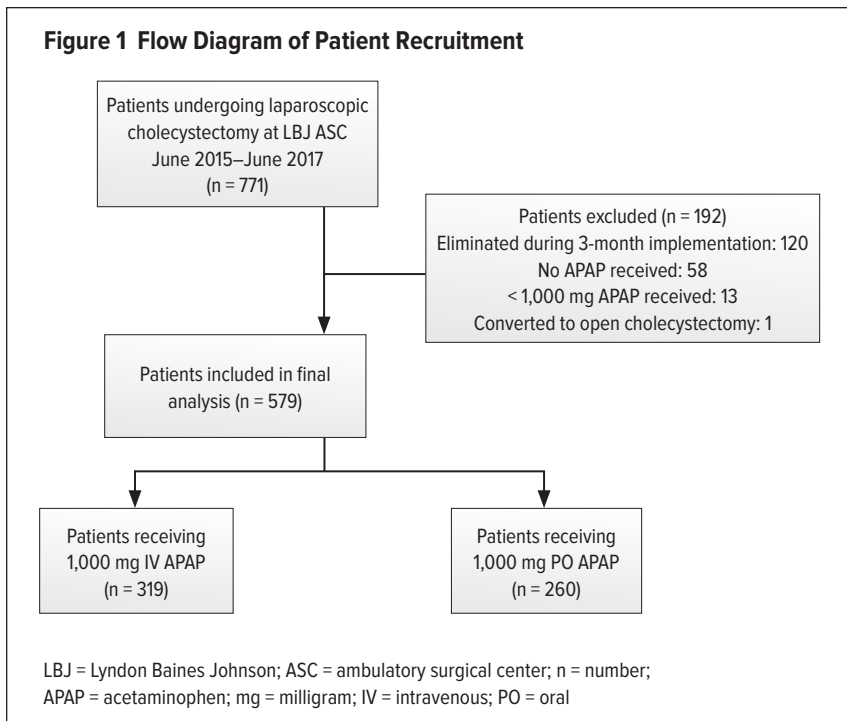 Figure 1 Flow Diagram of Patient Recruitment
Patients undergoing laparoscopic
cholecystectomy at LBJ ASC
June 2015–June 2017
(n = 771)
Patients excluded (n = 192)
Eliminated during 3-month implementation: 120
No APAP received: 58
< 1,000 mg APAP received: 13
Converted to open cholecystectomy: 1
Patients included in final
analysis (n = 579)
Patients receiving
1,000 mg IV APAP
(n = 319)
Patients receiving
1,000 mg PO APAP
(n = 260)
LBJ = Lyndon Baines Johnson; ASC = ambulatory surgical center; n = number;
APAP = acetaminophen; mg = milligram; IV = intravenous; PO = oral